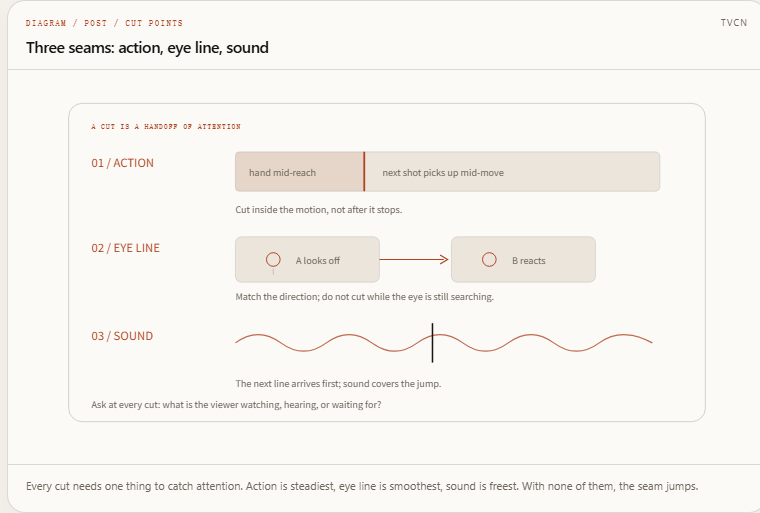 DIAGRAM / POST / CUT POINTS
TVCN
Three seams: action, eye line, sound
A CUT IS A HANDOFF OF ATTENTION
01 / ACTION
hand mid-reach
next shot picks up mid-move
Cut inside the motion, not after it stops.
02 / EYE LINE
A looks off
B reacts
Match the direction; do not cut while the eye is still searching.
03 / SOUND
The next line arrives first; sound covers the jump.
Ask at every cut: what is the viewer watching, hearing, or waiting for?
Every cut needs one thing to catch attention. Action is steadiest, eye line is smoothest, sound is freest. With none of them, the seam jumps.